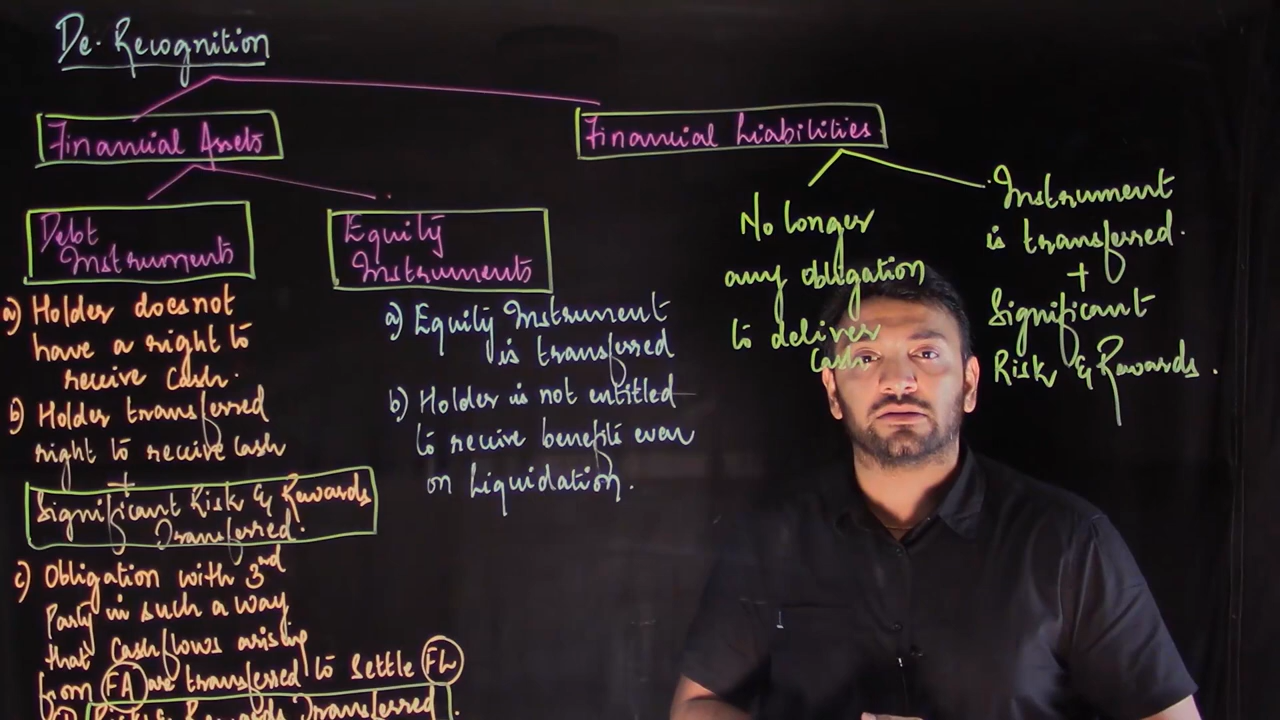 De-Recognition
Financial Assets
Financial Liabilities.
Debt
Instruments
Equity
Instruments
a) Holder does not
have a right to
receive cash.
b) Holder transferred
right to receive cash
+
Significant Risk & Rewards
Transferred.
c) Obligation with 3rd
Party in such a way
that cashflows arising
from FA are transferred to settle FL
Risk & Rewards Transferred.
a) Equity Instrument
is transferred
b) Holder is not entitled
to receive benefits even
on Liquidation.
No longer
any obligation
to deliver
cash
Instrument
is transferred.
+
Significant
Risk & Rewards.